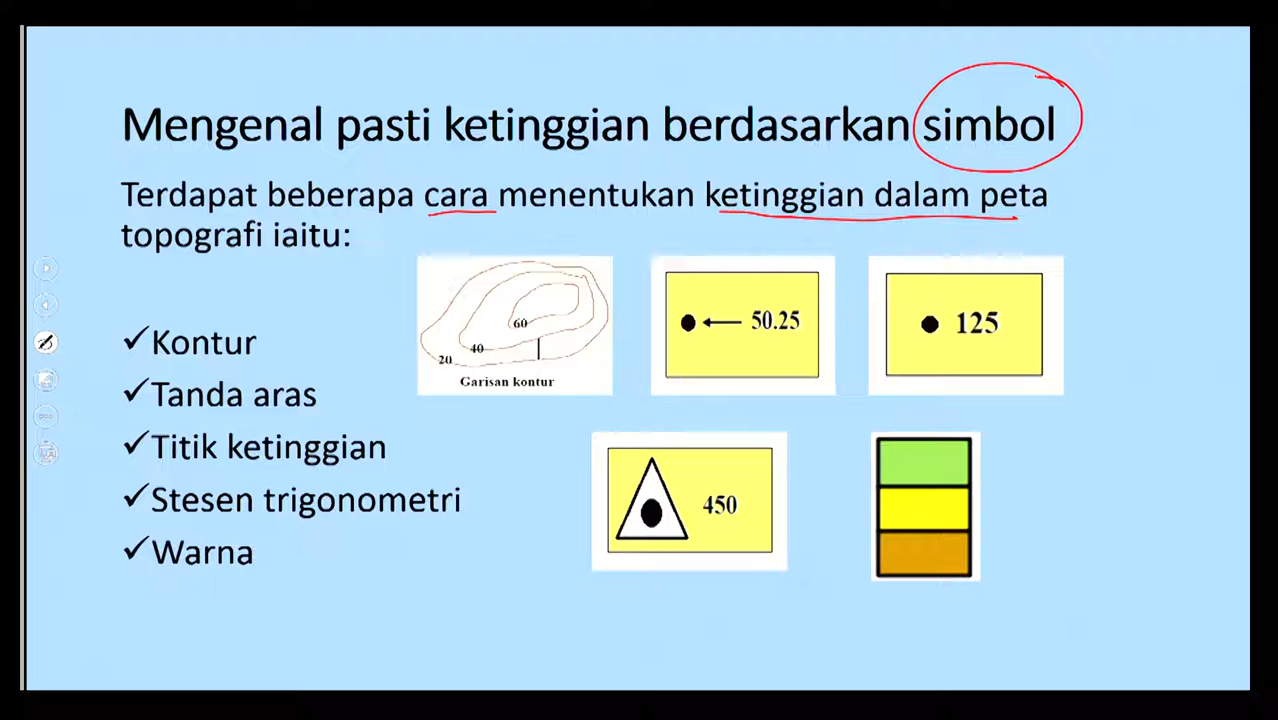 Mengenal pasti ketinggian berdasarkan simbol
Terdapat beberapa cara menentukan ketinggian dalam peta
topografi iaitu:
✓Kontur
✓Tanda aras
✓Titik ketinggian
✓Stesen trigonometri
✓Warna
60
40
20
Garisan kontur
50.25
125
450